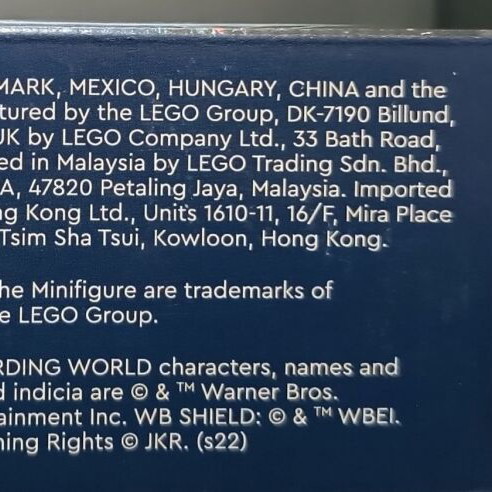 MARK, MEXICO, HUNGARY, CHINA and the
tured by the LEGO Group, DK-7190 Billund,
UK by LEGO Company Ltd., 33 Bath Road,
ed in Malaysia by LEGO Trading Sdn. Bhd.,
A, 47820 Petaling Jaya, Malaysia. Imported
ng Kong Ltd., Units 1610-11, 16/F, Mira Place
Tsim Sha Tsui, Kowloon, Hong Kong.
he Minifigure are trademarks of
e LEGO Group.
RDING WORLD characters, names and
d indicia are © & ™ Warner Bros.
ainment Inc. WB SHIELD: © & ™ WBEI.
hing Rights © JKR. (s22)